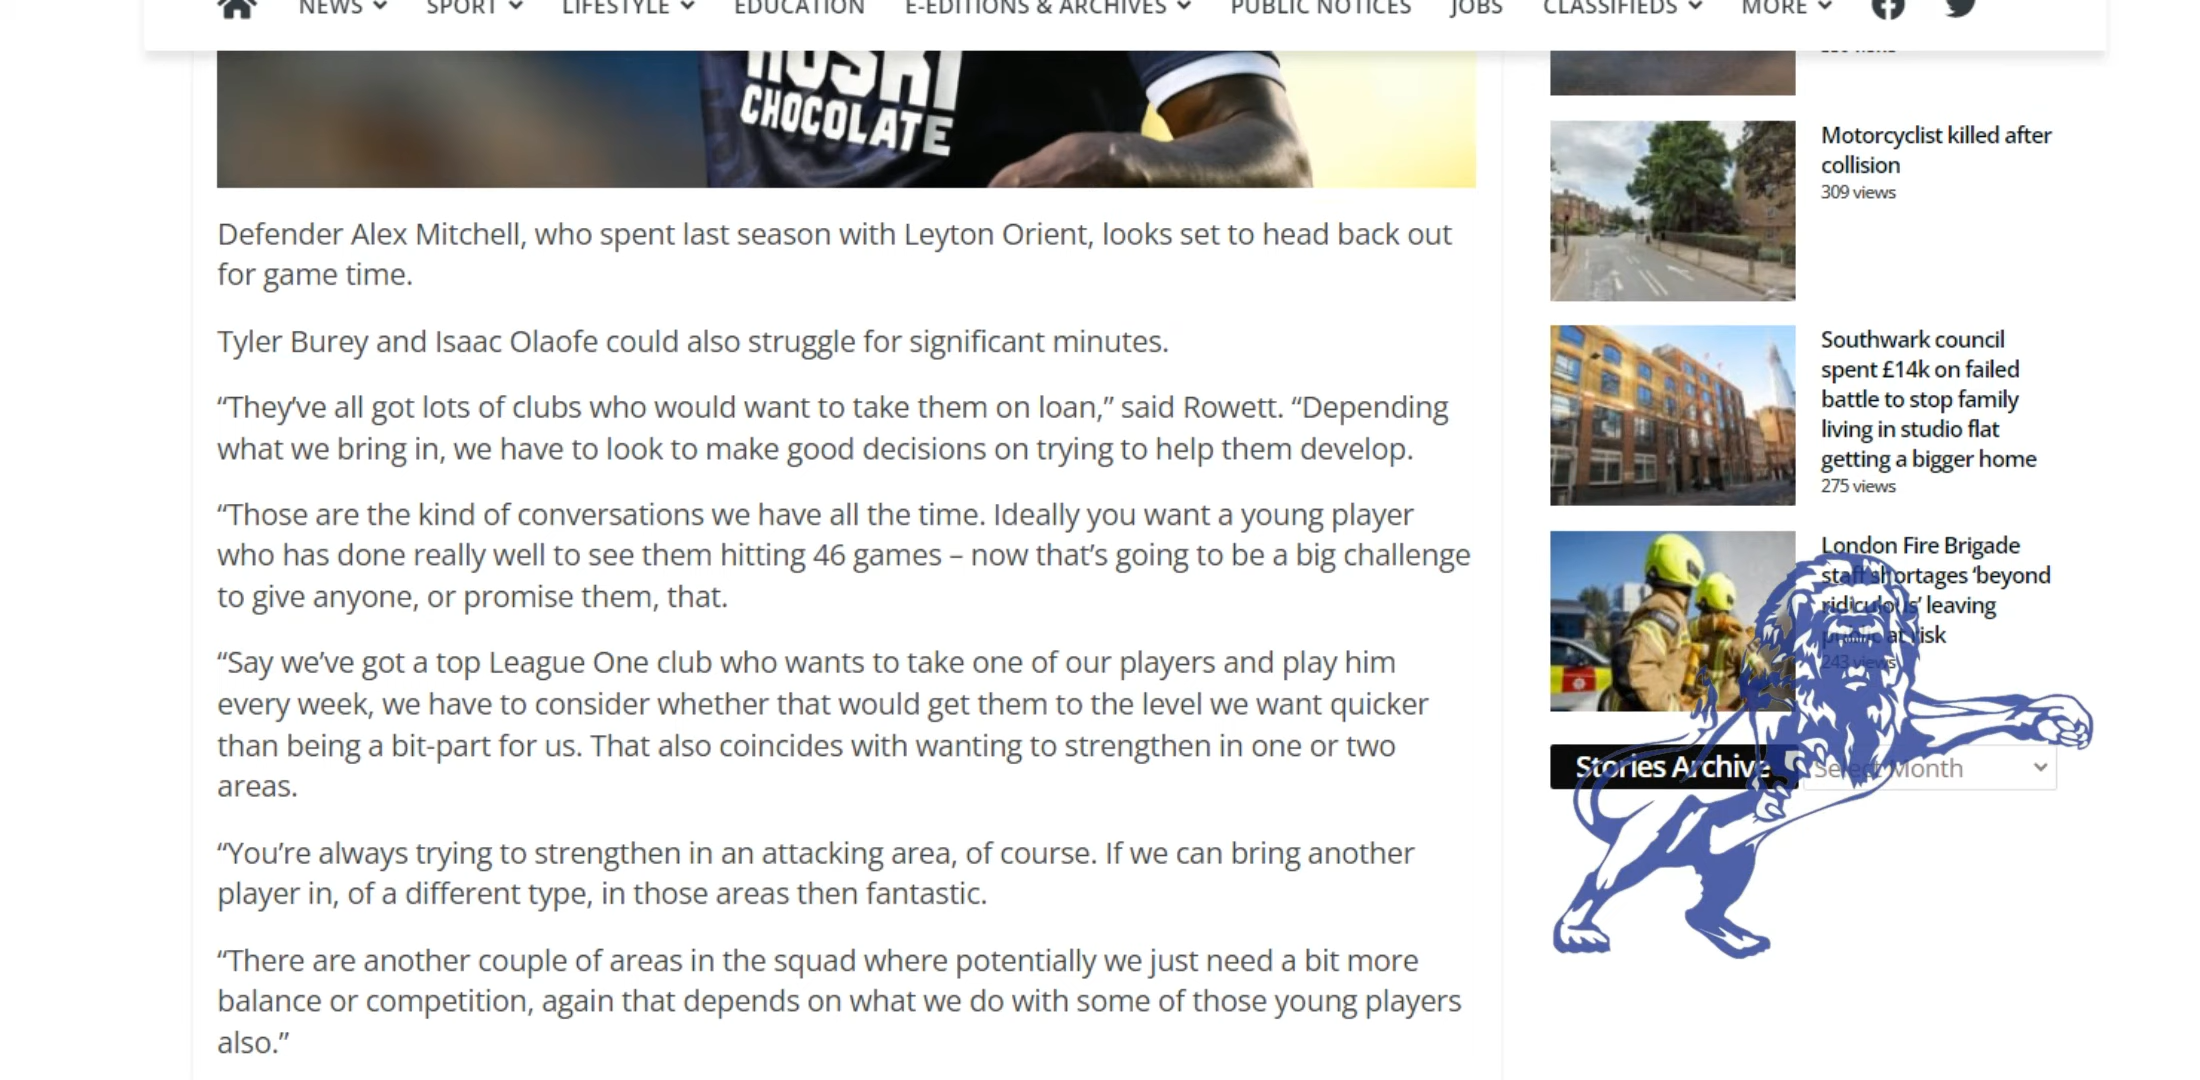 NEWS
SPORT
LIFESTYLE
EDUCATION
E-EDITIONS & ARCHIVES
PUBLIC NOTICES
JOBS
CLASSIFIEDS
MORE
HUSKI
CHOCOLATE
Defender Alex Mitchell, who spent last season with Leyton Orient, looks set to head back out
for game time.
Tyler Burey and Isaac Olaofe could also struggle for significant minutes.
“They’ve all got lots of clubs who would want to take them on loan,” said Rowett. “Depending
what we bring in, we have to look to make good decisions on trying to help them develop.
“Those are the kind of conversations we have all the time. Ideally you want a young player
who has done really well to see them hitting 46 games – now that’s going to be a big challenge
to give anyone, or promise them, that.
“Say we’ve got a top League One club who wants to take one of our players and play him
every week, we have to consider whether that would get them to the level we want quicker
than being a bit-part for us. That also coincides with wanting to strengthen in one or two
areas.
“You’re always trying to strengthen in an attacking area, of course. If we can bring another
player in, of a different type, in those areas then fantastic.
“There are another couple of areas in the squad where potentially we just need a bit more
balance or competition, again that depends on what we do with some of those young players
also.”
Motorcyclist killed after
collision
309 views
Southwark council
spent £14k on failed
battle to stop family
living in studio flat
getting a bigger home
275 views
London Fire Brigade
staff shortages ‘beyond
ridiculous’ leaving
public at risk
243 views
Stories Archive
Select Month